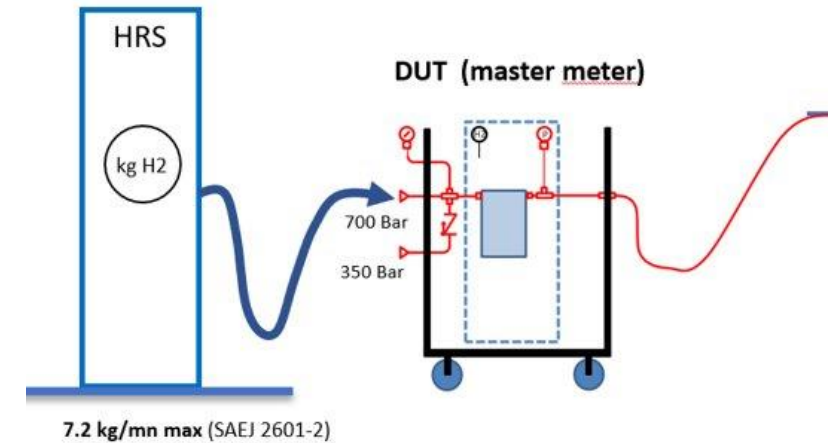 HRS
kg H2
DUT (master meter)
700 Bar
350 Bar
7.2 kg/mn max (SAEJ 2601-2)